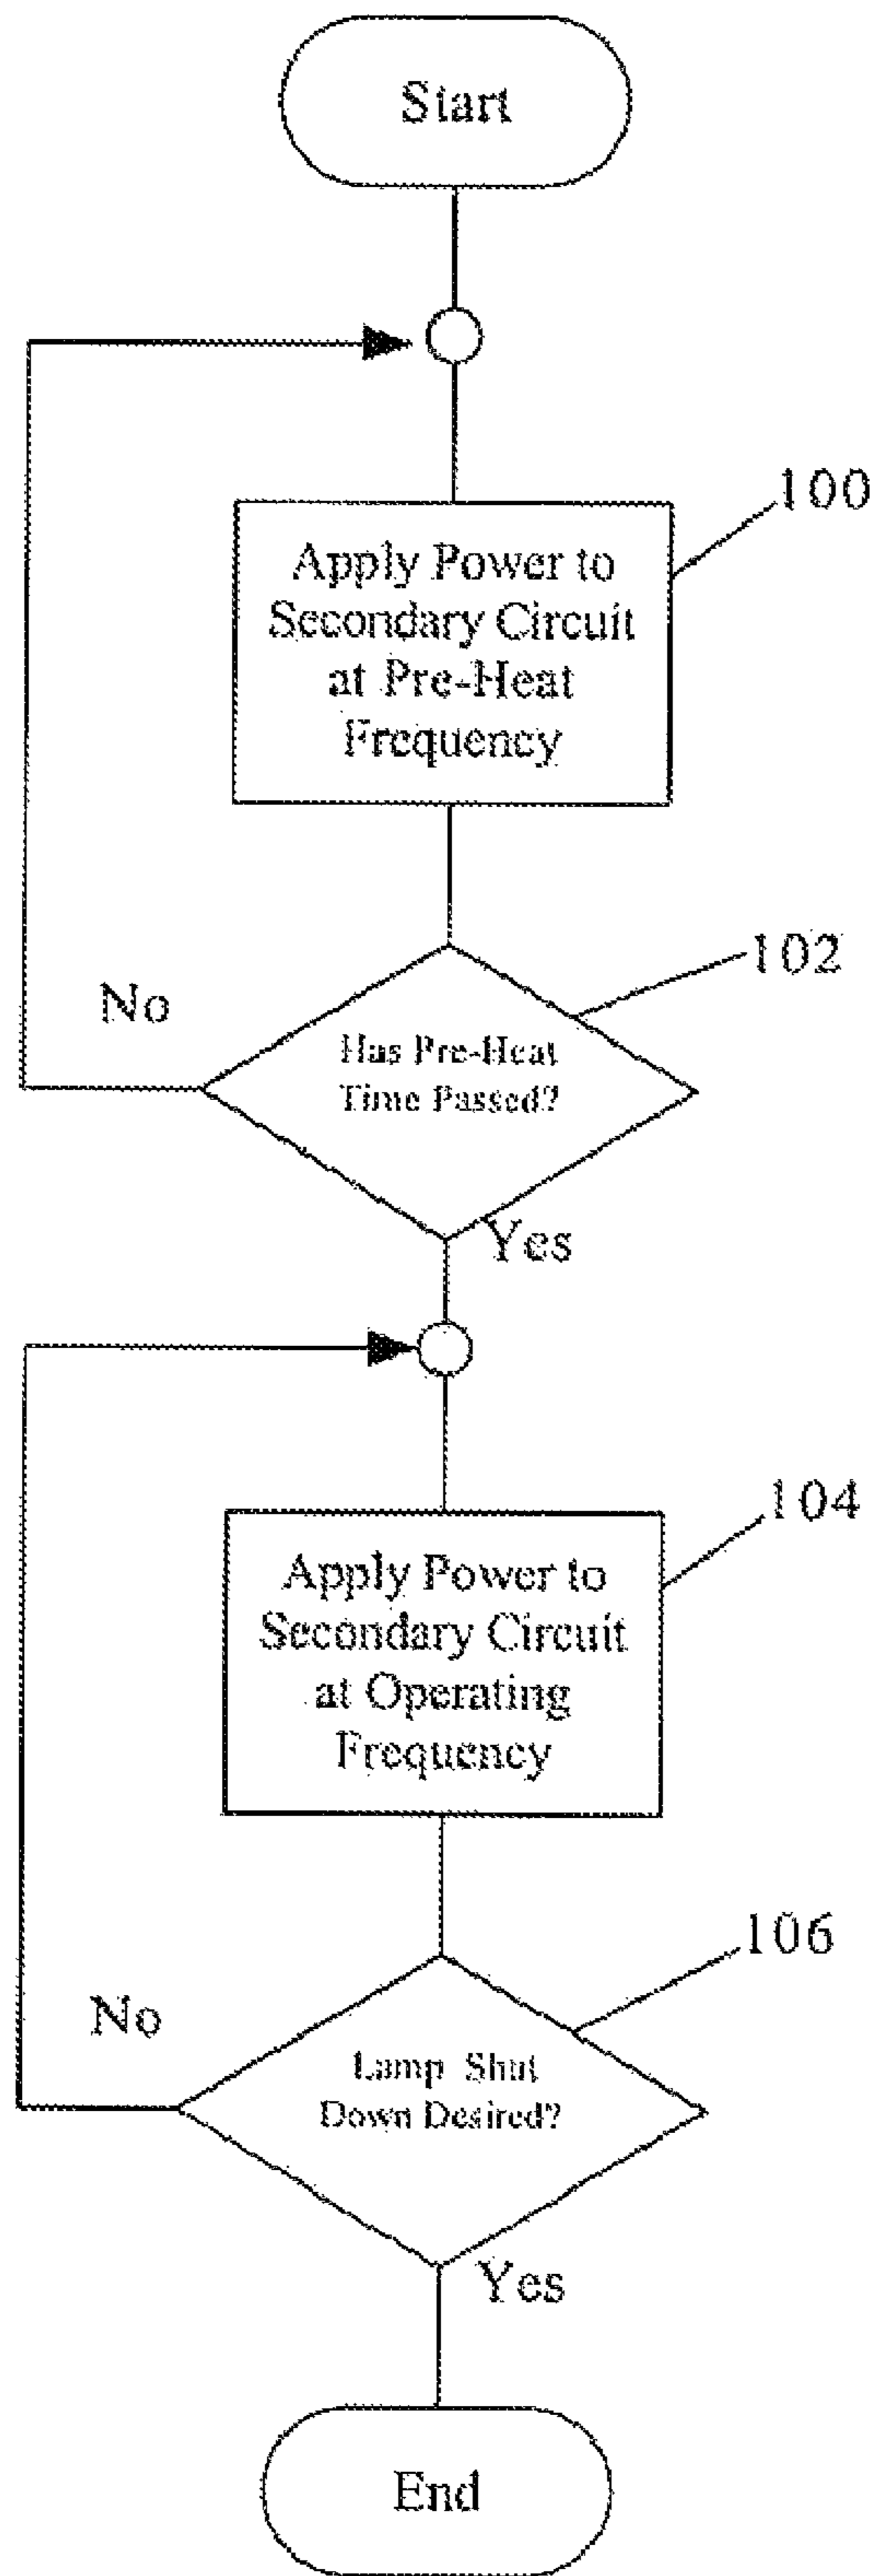 Start
100
Apply Power to
Secondary Circuit
at Pre-Heat
Frequency
102
No
Has Pre-Heat
Time Passed?
Yes
104
Apply Power to
Secondary Circuit
at Operating
Frequency
106
No
Lamp Shut
Down Desired?
Yes
End